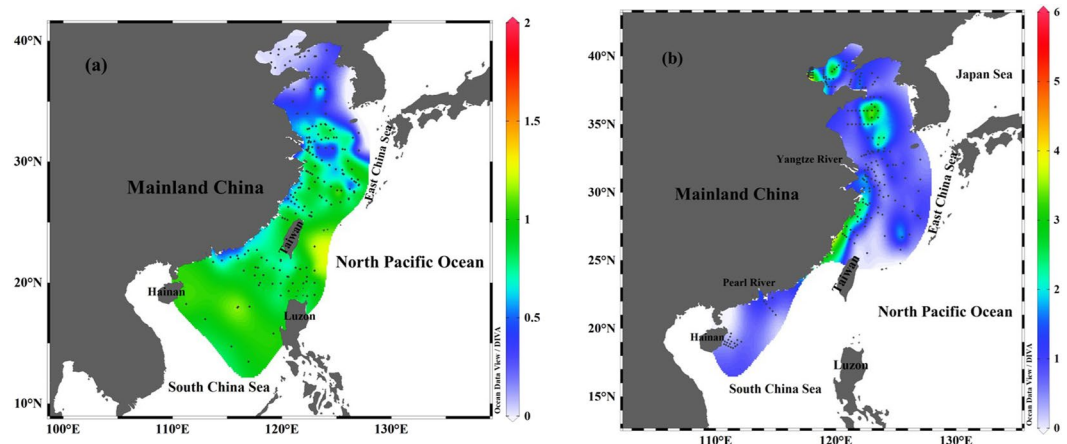 (a)
Mainland China
East China Sea
Taiwan
North Pacific Ocean
Hainan
Luzon
South China Sea
40°N
30°N
20°N
10°N
100°E
110°E
120°E
130°E
2
1.5
1
0.5
0
Ocean Data View / DIVA
(b)
Japan Sea
Yangtze River
Mainland China
East China Sea
Taiwan
Pearl River
North Pacific Ocean
Hainan
Luzon
South China Sea
40°N
35°N
30°N
25°N
20°N
15°N
110°E
120°E
130°E
6
5
4
3
2
1
0
Ocean Data View / DIVA